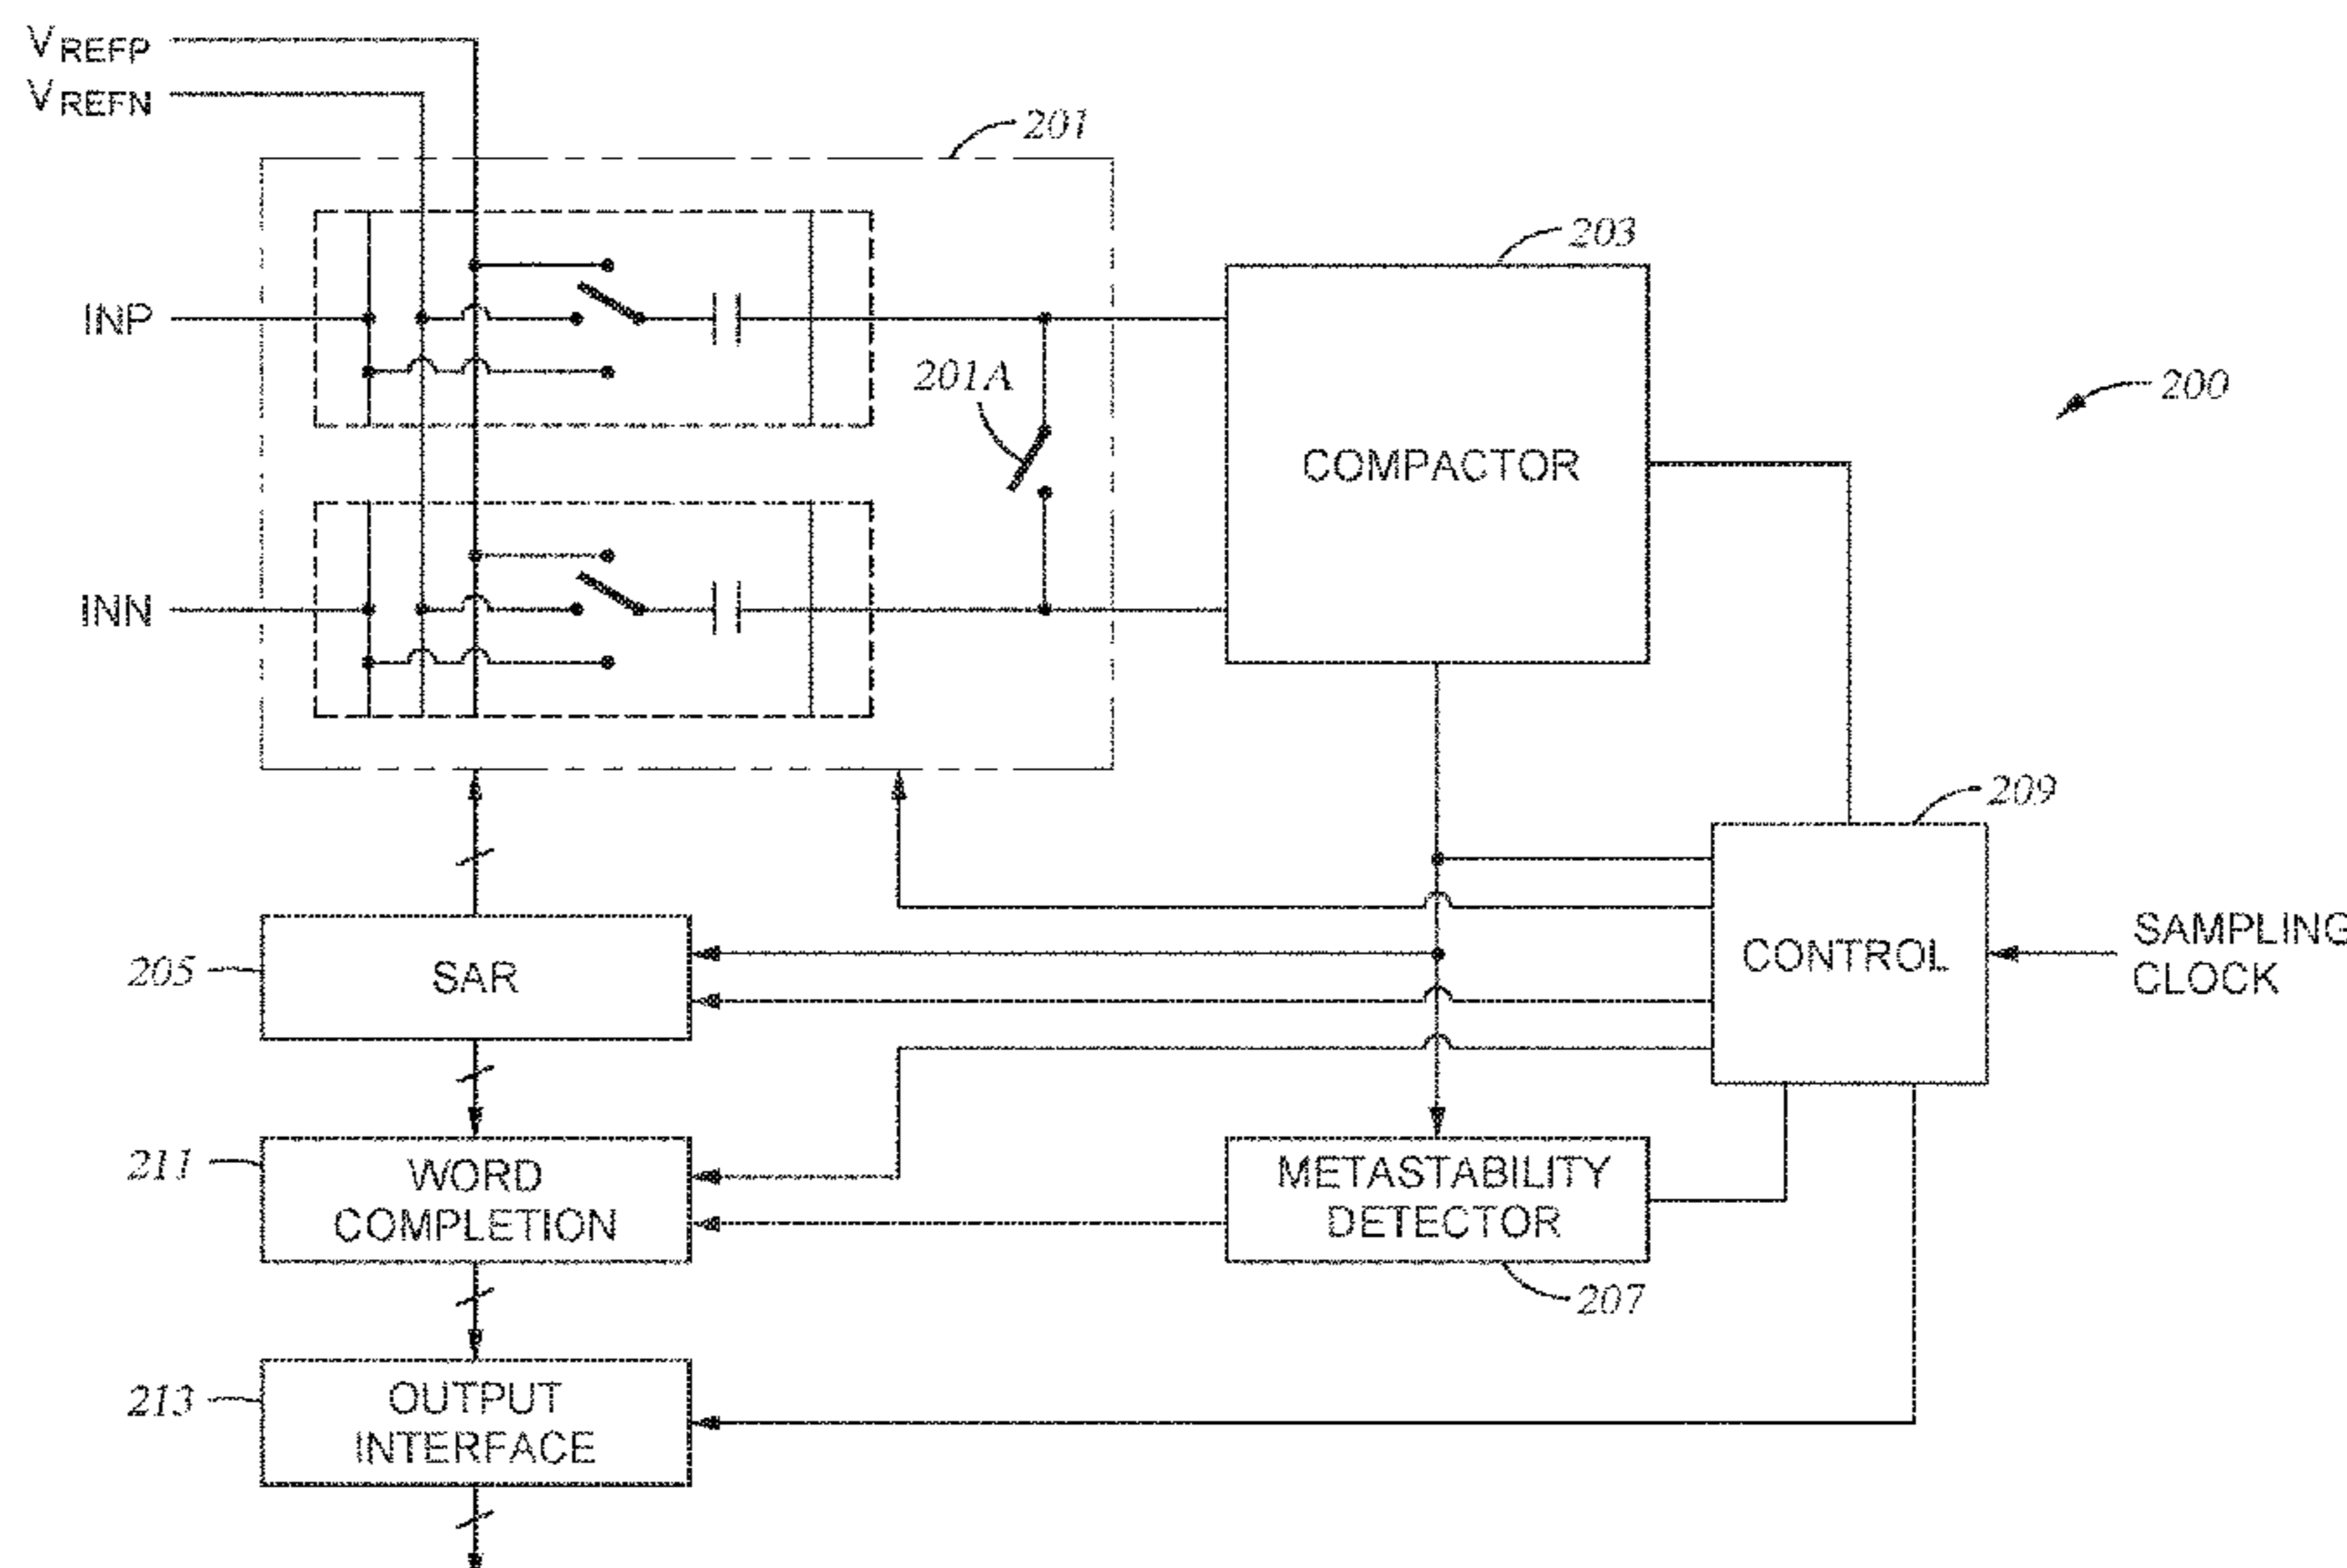 VREFP
VREFN
201
203
INP
201A
200
COMPACTOR
INN
209
SAMPLING
CLOCK
CONTROL
205
SAR
211
WORD
COMPLETION
METASTABILITY
DETECTOR
207
213
OUTPUT
INTERFACE